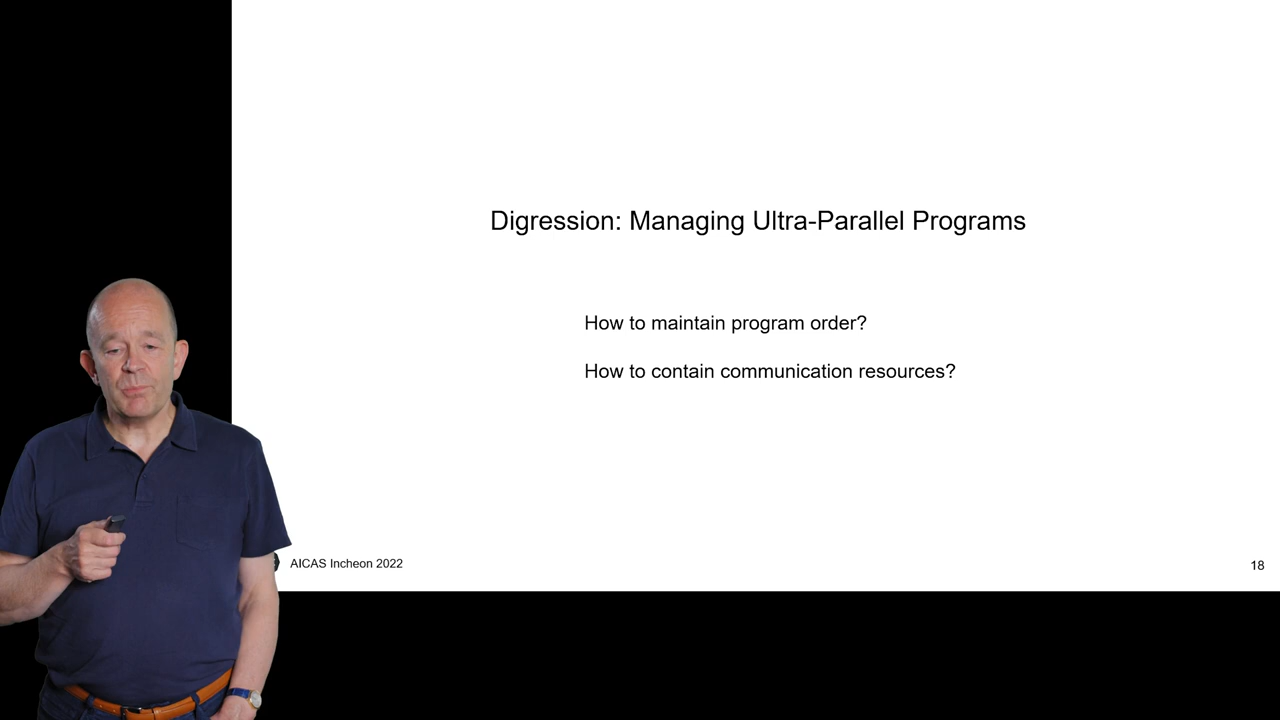 Digression: Managing Ultra-Parallel Programs
How to maintain program order?
How to contain communication resources?
AICAS Incheon 2022
18